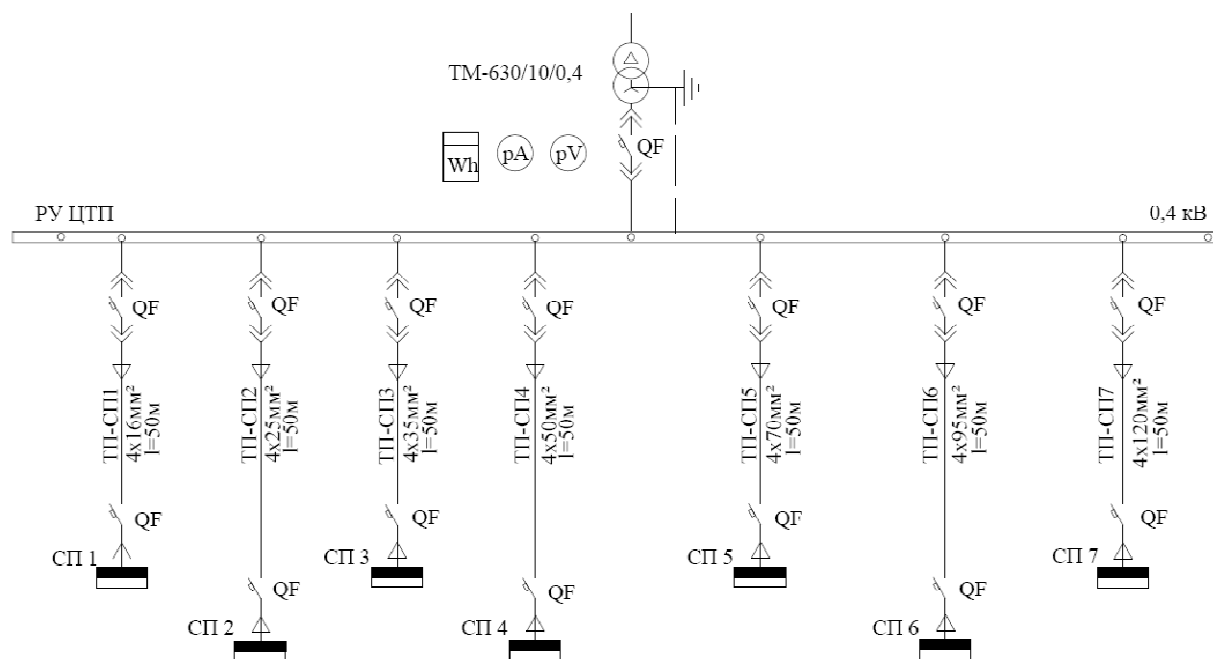 ТМ-630/10/0,4
Wh
pA
pV
QF
РУ ЦТП
0,4 кВ
QF
QF
QF
QF
QF
QF
QF
ТП-СП1
4х16мм²
l=50м
ТП-СП2
4х25мм²
l=50м
ТП-СП3
4х35мм²
l=50м
ТП-СП4
4х50мм²
l=50м
ТП-СП5
4х70мм²
l=50м
ТП-СП6
4х95мм²
l=50м
ТП-СП7
4х120мм²
l=50м
QF
QF
QF
QF
СП 1
СП 3
СП 5
СП 7
QF
QF
QF
СП 2
СП 4
СП 6